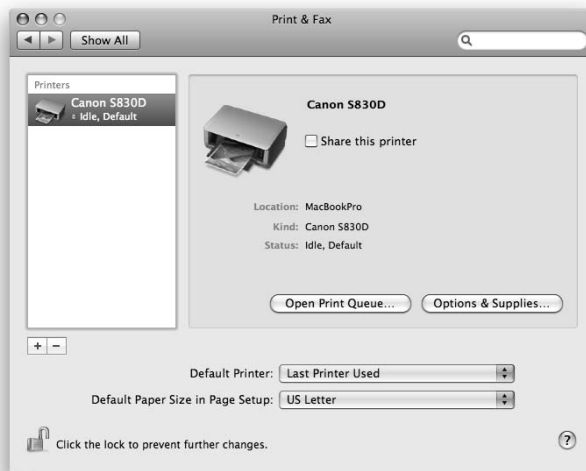 Print & Fax
Show All
Printers
Canon S830D
Idle, Default
Canon S830D
Share this printer
Location: MacBookPro
Kind: Canon S830D
Status: Idle, Default
Open Print Queue... Options & Supplies...
+ −
Default Printer: Last Printer Used
Default Paper Size in Page Setup: US Letter
Click the lock to prevent further changes. ?